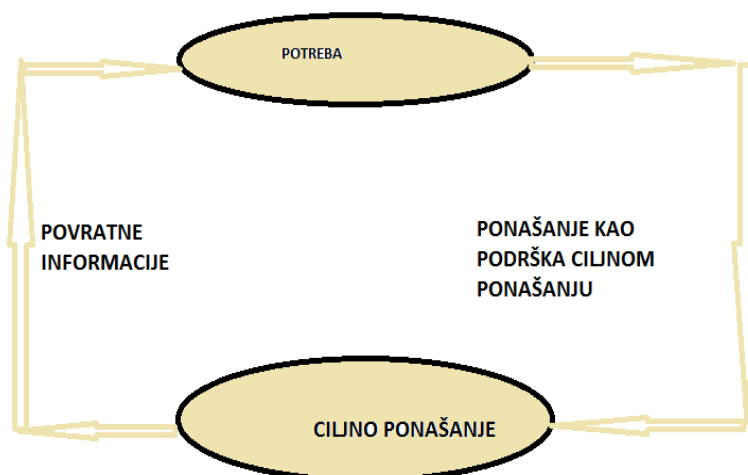 POTREBA
POVRATNE
INFORMACIJE
PONAŠANJE KAO
PODRŠKA CILJNOM
PONAŠANJU
CILJNO PONAŠANJE